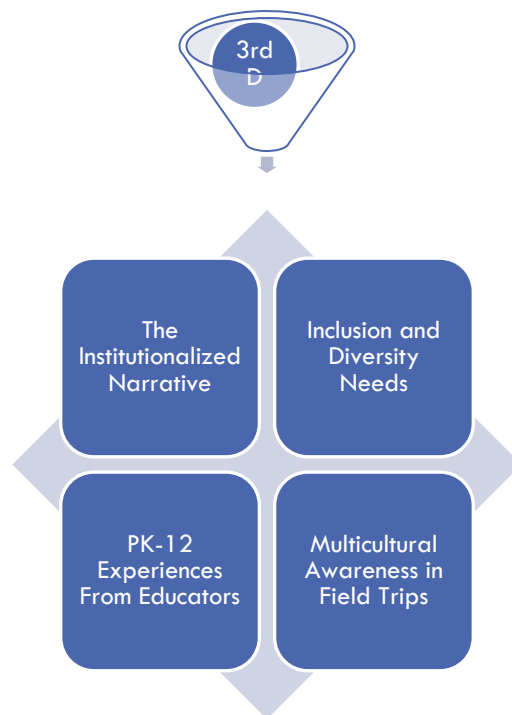 3rd
D
The
Institutionalized
Narrative
Inclusion and
Diversity
Needs
PK-12
Experiences
From Educators
Multicultural
Awareness in
Field Trips